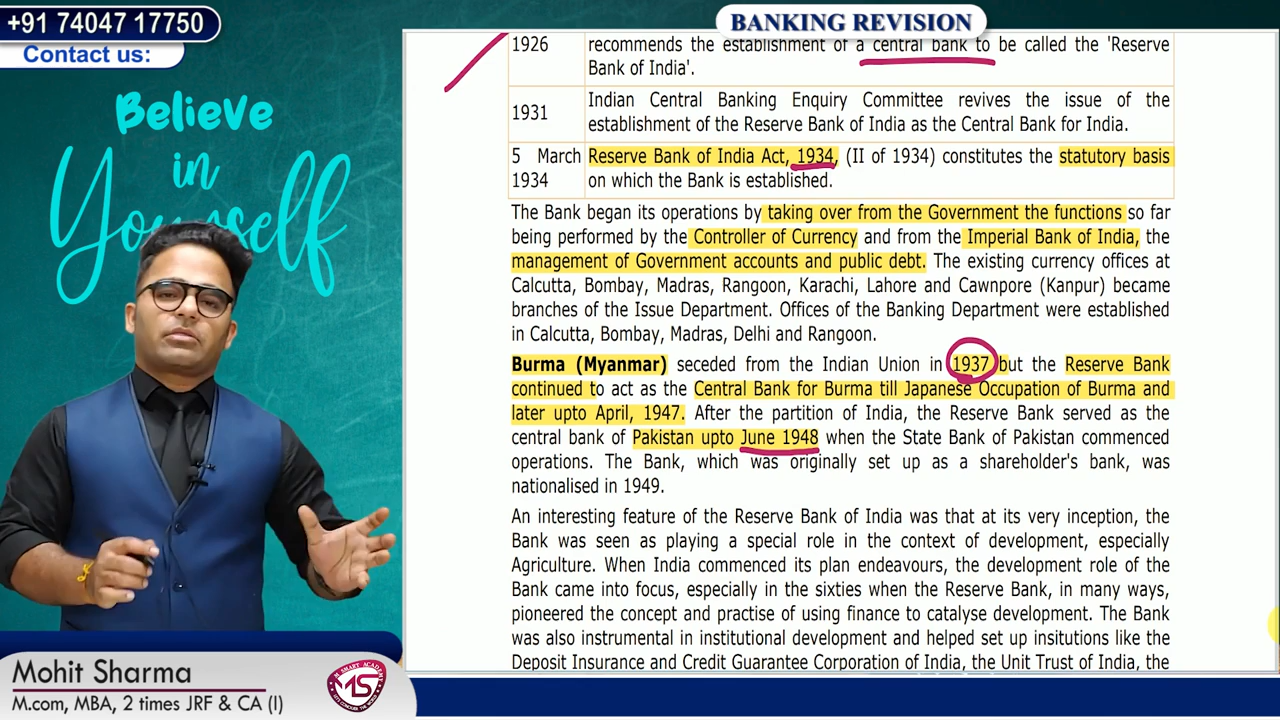 +91 74047 17750
Contact us:
BANKING REVISION
Believe
in
Yourself
1926
recommends the establishment of a central bank to be called the 'Reserve
Bank of India'.
1931
Indian Central Banking Enquiry Committee revives the issue of the
establishment of the Reserve Bank of India as the Central Bank for India.
5 March
1934
Reserve Bank of India Act, 1934, (II of 1934) constitutes the statutory basis
on which the Bank is established.
The Bank began its operations by taking over from the Government the functions so far
being performed by the Controller of Currency and from the Imperial Bank of India, the
management of Government accounts and public debt. The existing currency offices at
Calcutta, Bombay, Madras, Rangoon, Karachi, Lahore and Cawnpore (Kanpur) became
branches of the Issue Department. Offices of the Banking Department were established
in Calcutta, Bombay, Madras, Delhi and Rangoon.
Burma (Myanmar) seceded from the Indian Union in 1937 but the Reserve Bank
continued to act as the Central Bank for Burma till Japanese Occupation of Burma and
later upto April, 1947. After the partition of India, the Reserve Bank served as the
central bank of Pakistan upto June 1948 when the State Bank of Pakistan commenced
operations. The Bank, which was originally set up as a shareholder's bank, was
nationalised in 1949.
An interesting feature of the Reserve Bank of India was that at its very inception, the
Bank was seen as playing a special role in the context of development, especially
Agriculture. When India commenced its plan endeavours, the development role of the
Bank came into focus, especially in the sixties when the Reserve Bank, in many ways,
pioneered the concept and practise of using finance to catalyse development. The Bank
was also instrumental in institutional development and helped set up insitutions like the
Deposit Insurance and Credit Guarantee Corporation of India, the Unit Trust of India, the
Mohit Sharma
M.com, MBA, 2 times JRF & CA (I)
MS